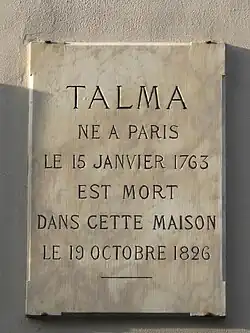 TALMA
NE A PARIS
LE 15 JANVIER 1763
EST MORT
DANS CETTE MAISON
LE 19 OCTOBRE 1826